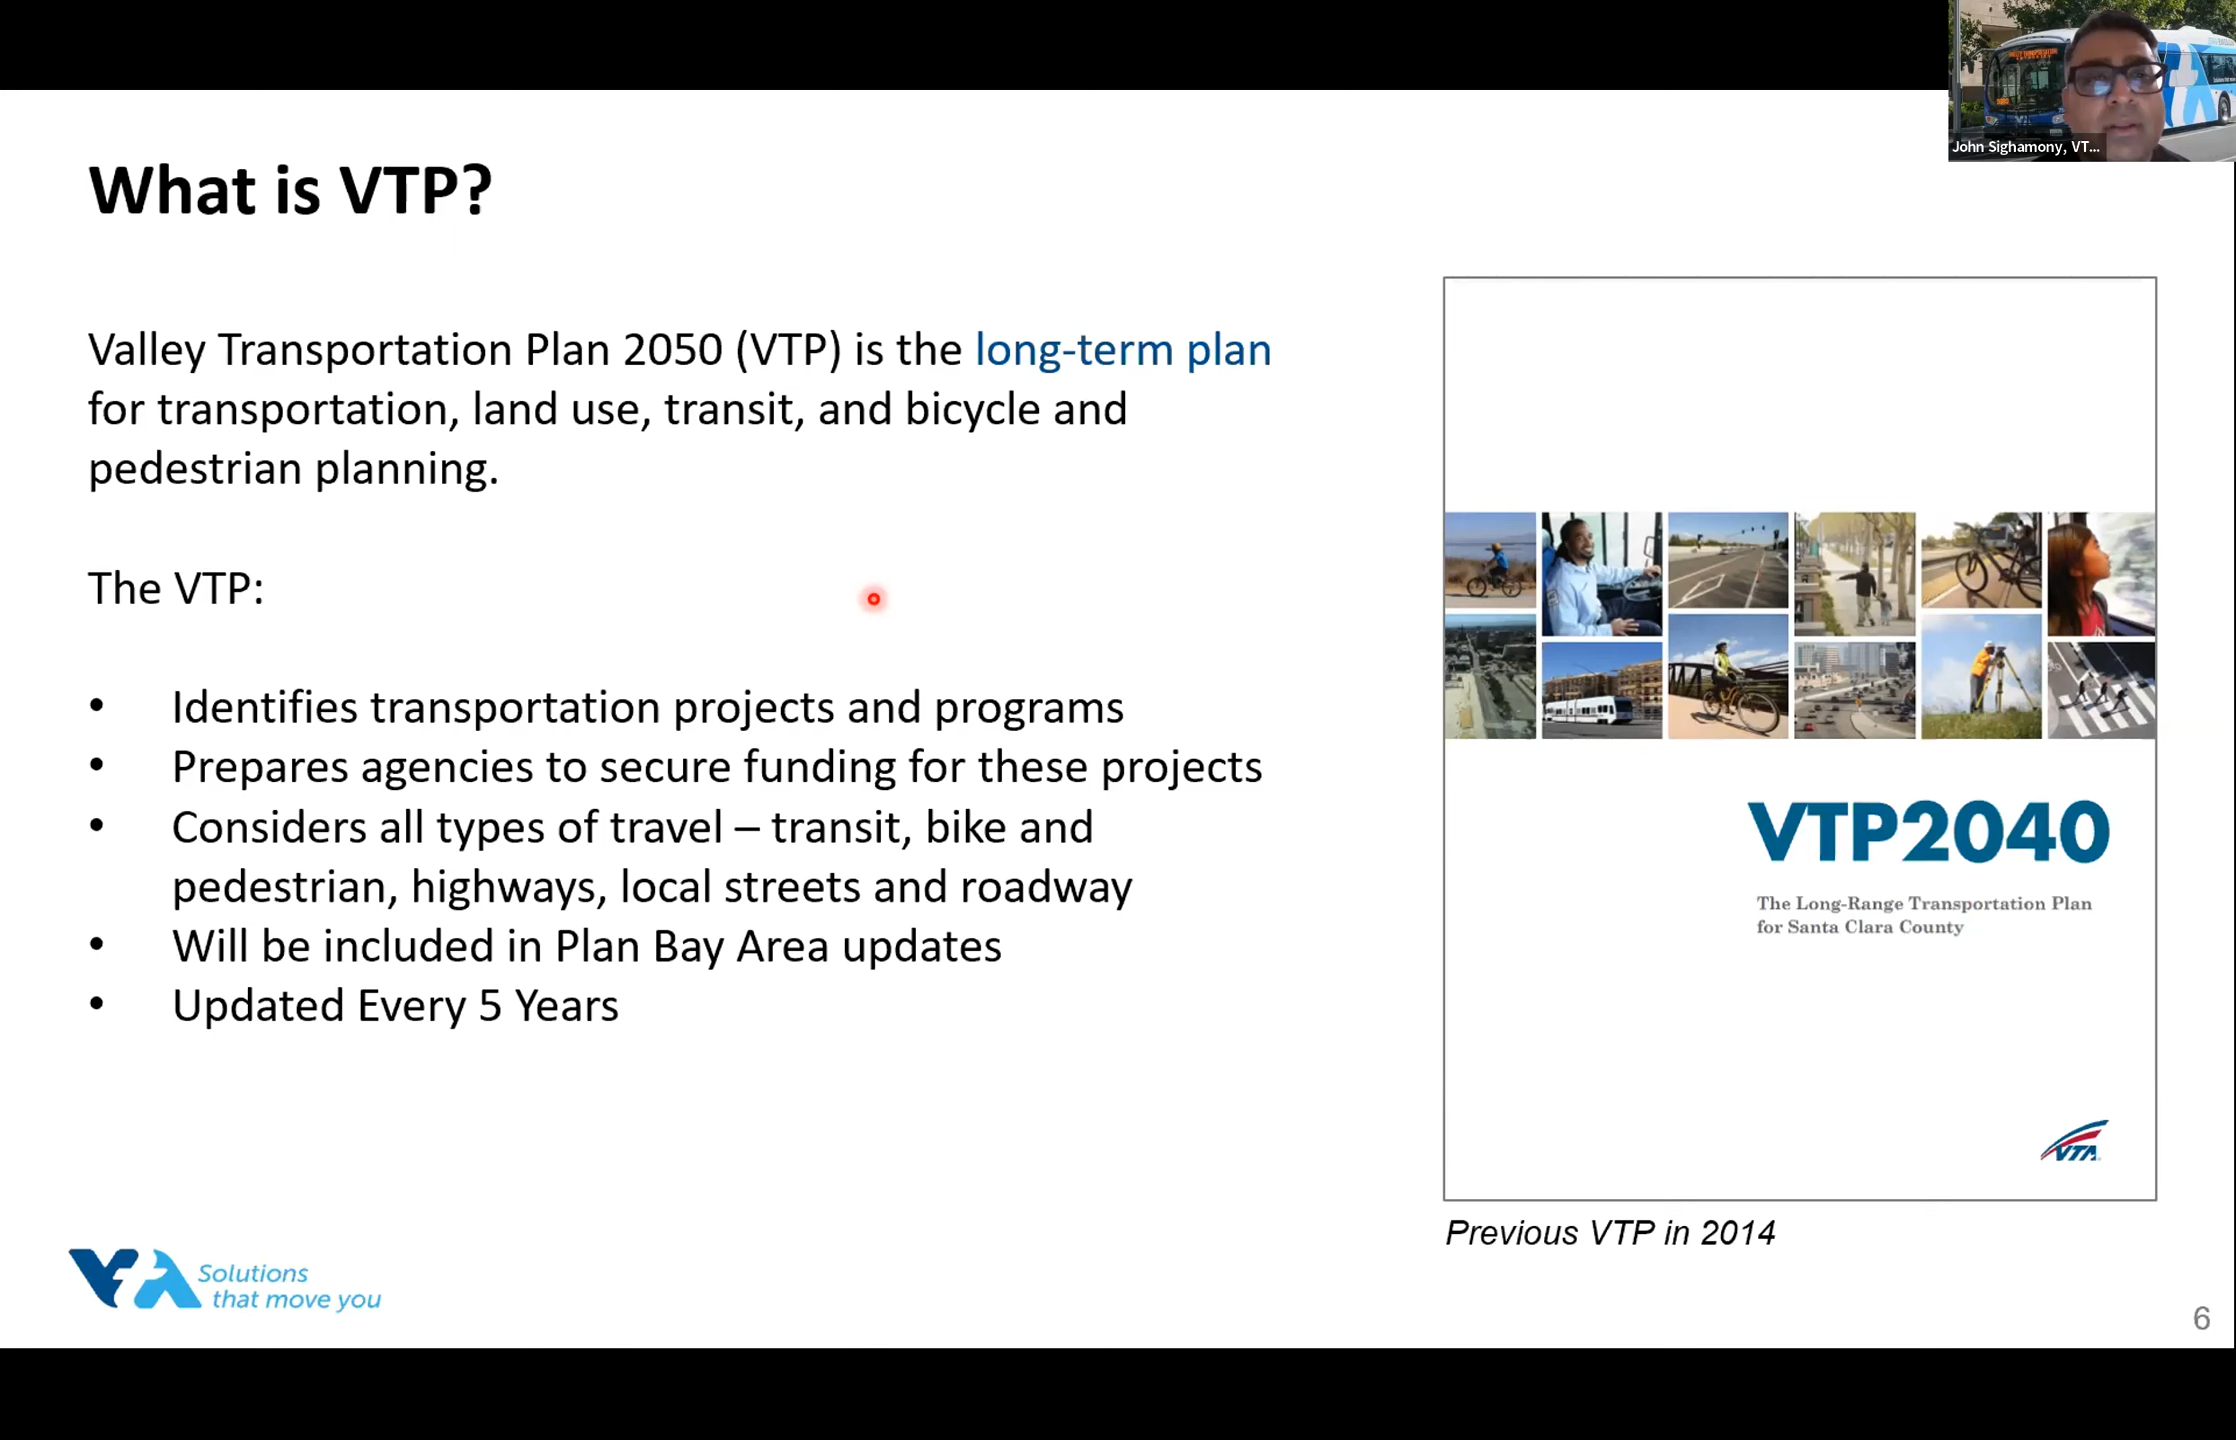 John Sighamony, VT...
What is VTP?
Valley Transportation Plan 2050 (VTP) is the long-term plan
for transportation, land use, transit, and bicycle and
pedestrian planning.
The VTP:
• Identifies transportation projects and programs
• Prepares agencies to secure funding for these projects
• Considers all types of travel – transit, bike and
pedestrian, highways, local streets and roadway
• Will be included in Plan Bay Area updates
• Updated Every 5 Years
VTP2040
The Long-Range Transportation Plan
for Santa Clara County
VTA
Previous VTP in 2014
VTA Solutions
that move you
6